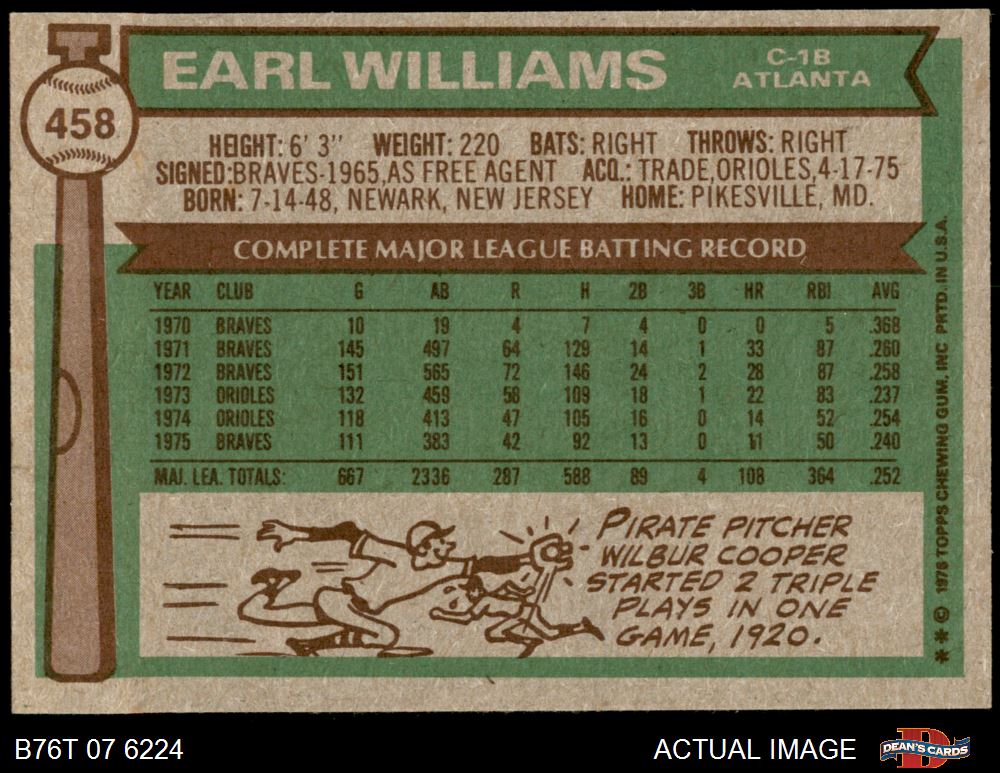 EARL WILLIAMS
C-1B
ATLANTA
458
HEIGHT: 6' 3" WEIGHT: 220 BATS: RIGHT THROWS: RIGHT
SIGNED:BRAVES-1965,AS FREE AGENT ACQ.: TRADE,ORIOLES,4-17-75
BORN: 7-14-48, NEWARK, NEW JERSEY HOME: PIKESVILLE, MD.
COMPLETE MAJOR LEAGUE BATTING RECORD
YEAR CLUB G AB R H 2B 3B HR RBI AVG
1970 BRAVES 10 19 4 7 4 0 0 5 .368
1971 BRAVES 145 497 64 129 14 1 33 87 .260
1972 BRAVES 151 565 72 146 24 2 28 87 .258
1973 ORIOLES 132 459 58 109 18 1 22 83 .237
1974 ORIOLES 118 413 47 105 16 0 14 52 .254
1975 BRAVES 111 383 42 92 13 0 11 50 .240
MAJ. LEA. TOTALS: 667 2336 287 588 89 4 108 364 .252
PIRATE PITCHER
WILBUR COOPER
STARTED 2 TRIPLE
PLAYS IN ONE
GAME, 1920.
** © 1976 TOPPS CHEWING GUM, INC PRTD. IN U.S.A.
B76T 07 6224
ACTUAL IMAGE
DEAN'S CARDS